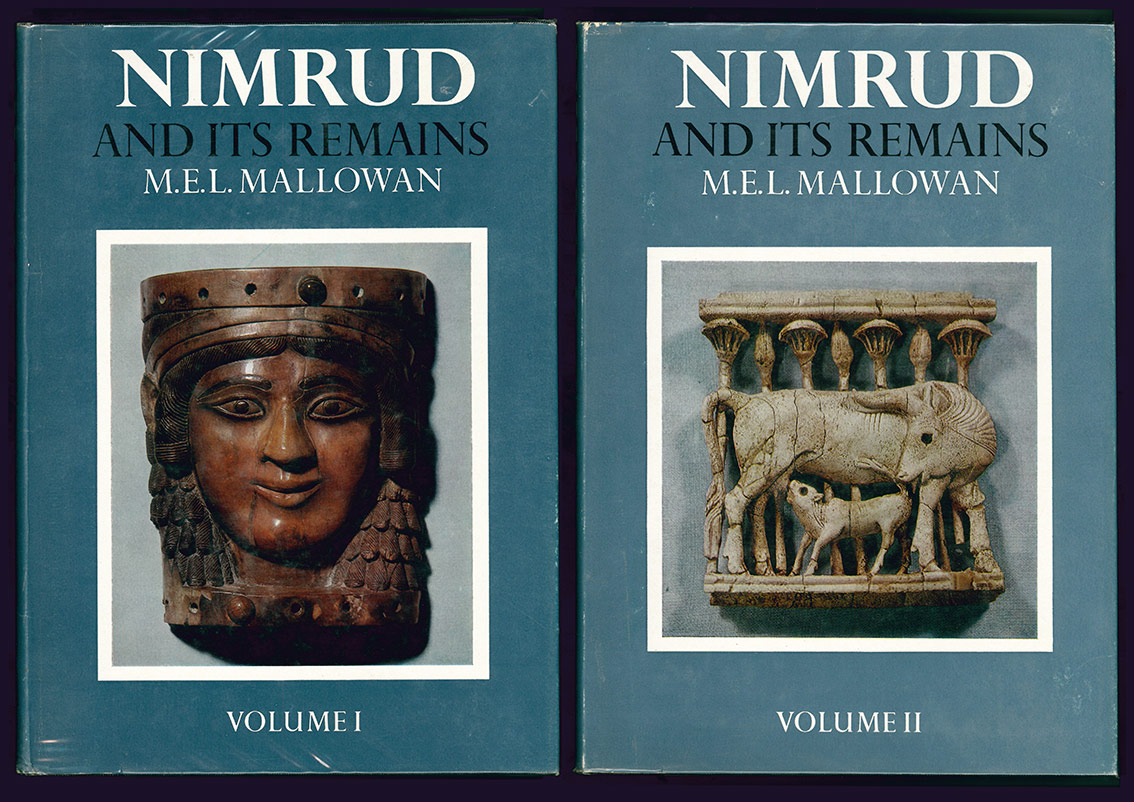 NIMRUD
AND ITS REMAINS
M.E.L. MALLOWAN
VOLUME I
NIMRUD
AND ITS REMAINS
M.E.L. MALLOWAN
VOLUME II